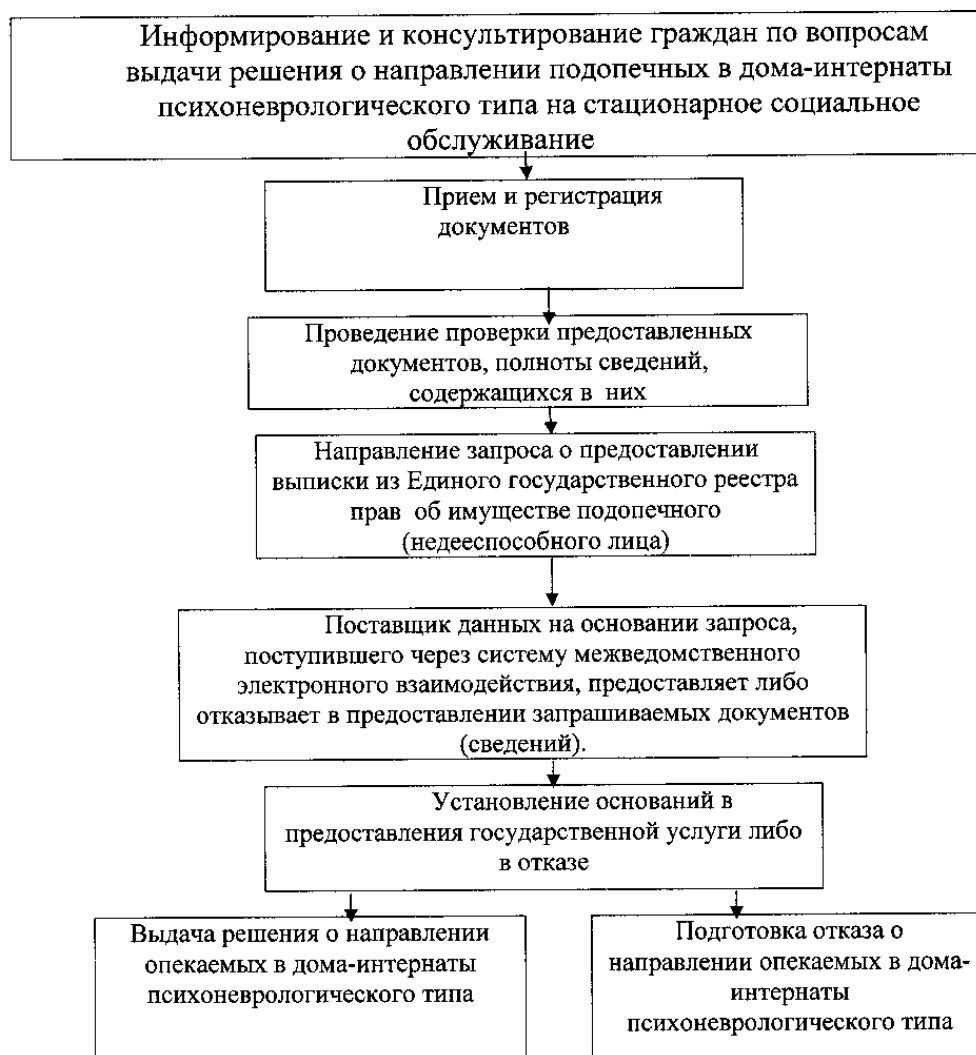 Информирование и консультирование граждан по вопросам
выдачи решения о направлении подопечных в дома-интернаты
психоневрологического типа на стационарное социальное
обслуживание
Прием и регистрация
документов
Проведение проверки предоставленных
документов, полноты сведений,
содержащихся в них
Направление запроса о предоставлении
выписки из Единого государственного реестра
прав об имуществе подопечного
(недееспособного лица)
Поставщик данных на основании запроса,
поступившего через систему межведомственного
электронного взаимодействия, предоставляет либо
отказывает в предоставлении запрашиваемых документов
(сведений).
Установление оснований в
предоставления государственной услуги либо
в отказе
Выдача решения о направлении
опекаемых в дома-интернаты
психоневрологического типа
Подготовка отказа о
направлении опекаемых в дома-
интернаты
психоневрологического типа